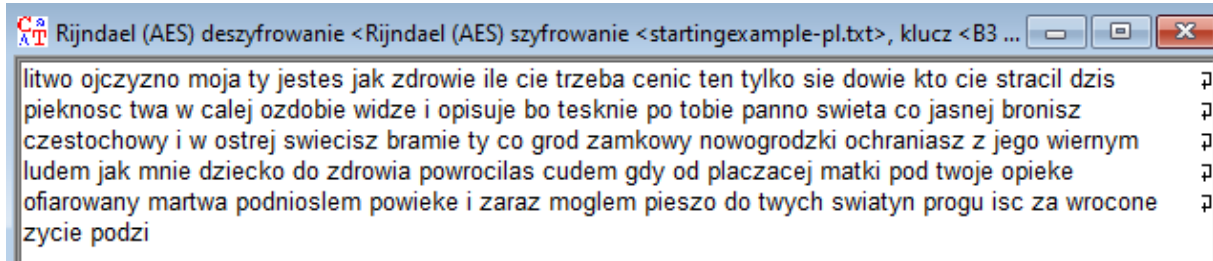 Rijndael (AES) deszyfrowanie <Rijndael (AES) szyfrowanie <startingexample-pl.txt>, klucz <B3 ...
litwo ojczyzno moja ty jestes jak zdrowie ile cie trzeba cenic ten tylko sie dowie kto cie stracil dzis
pieknosc twa w calej ozdobie widze i opisuje bo tesknie po tobie panno swieta co jasnej bronisz
czestochowy i w ostrej swiecisz bramie ty co grod zamkowy nowogrodzki ochraniasz z jego wiernym
ludem jak mnie dziecko do zdrowia powrocilas cudem gdy od placzacej matki pod twoje opieke
ofiarowany martwa podnioslem powieke i zaraz moglem pieszo do twych swiatyn progu isc za wrocone
zycie podzi